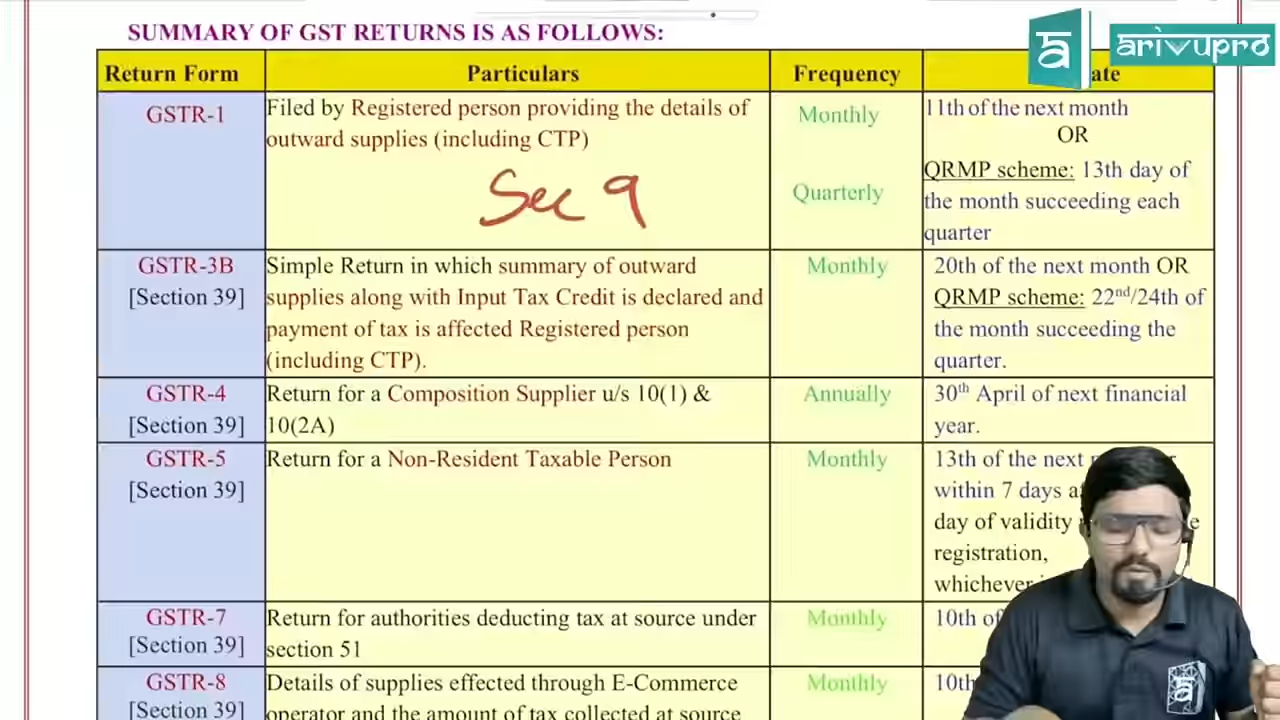 SUMMARY OF GST RETURNS IS AS FOLLOWS:
arivupro
Return Form Particulars Frequency
GSTR-1 Filed by Registered person providing the details of outward supplies (including CTP)
Sec 9
Monthly
Quarterly
11th of the next month
OR
QRMP scheme: 13th day of
the month succeeding each
quarter
GSTR-3B
[Section 39]
Simple Return in which summary of outward
supplies along with Input Tax Credit is declared and
payment of tax is affected Registered person
(including CTP).
Monthly
20th of the next month OR
QRMP scheme: 22nd/24th of
the month succeeding the
quarter.
GSTR-4
[Section 39]
Return for a Composition Supplier u/s 10(1) &
10(2A)
Annually
30th April of next financial
year.
GSTR-5
[Section 39]
Return for a Non-Resident Taxable Person
Monthly
13th of the next
within 7 days
day of validity
registration,
whichever
GSTR-7
[Section 39]
Return for authorities deducting tax at source under
section 51
Monthly
10th of
GSTR-8
[Section 39]
Details of supplies effected through E-Commerce
operator and the amount of tax collected at source
Monthly
10th